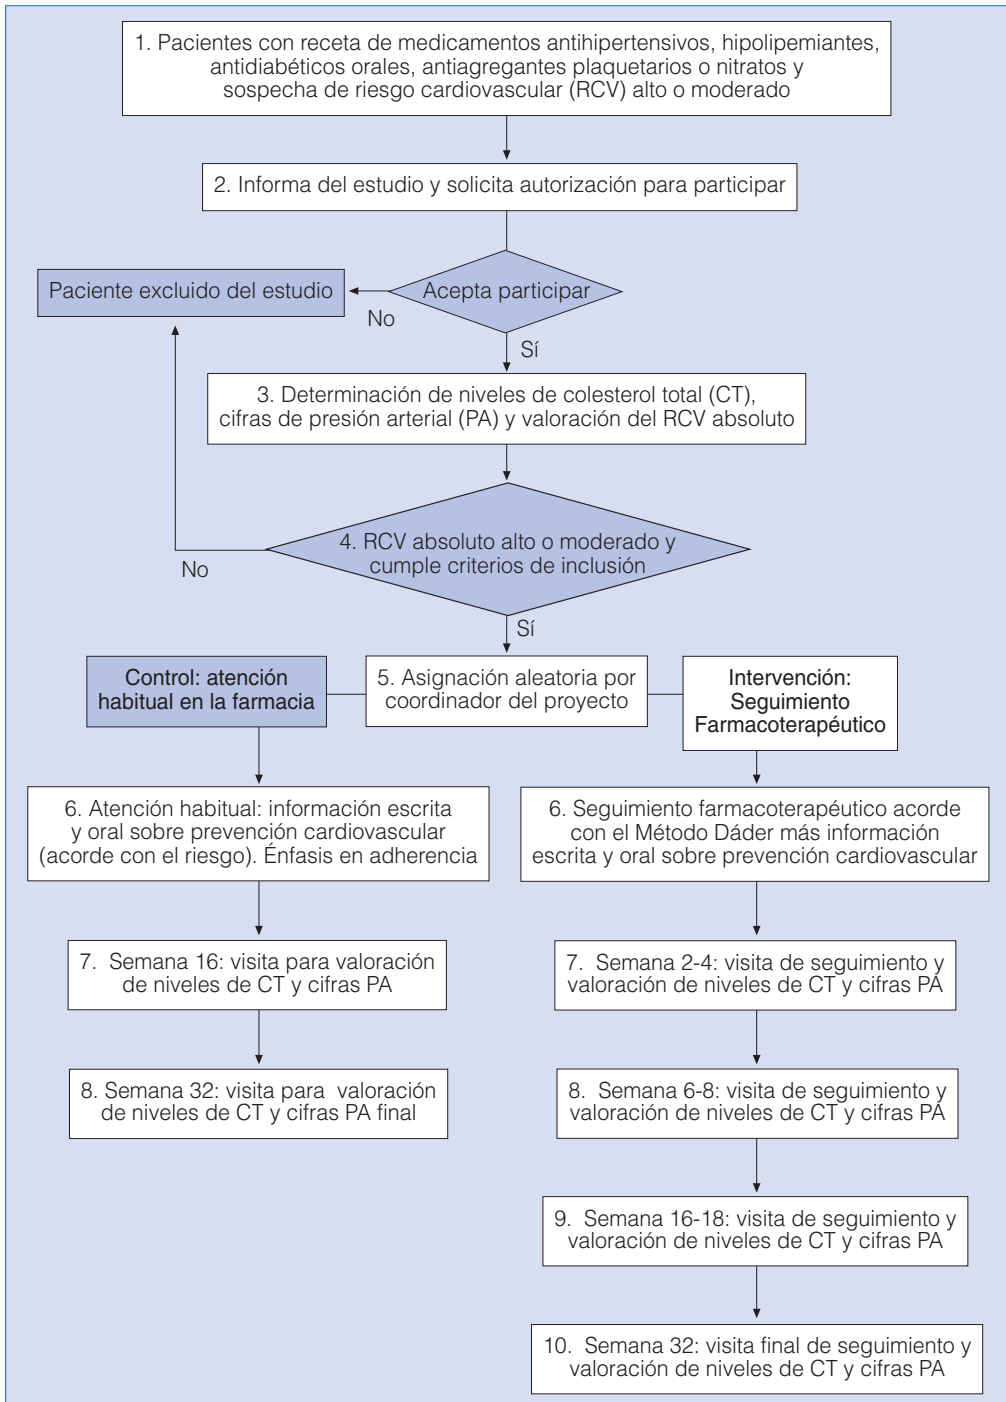 1. Pacientes con receta de medicamentos antihipertensivos, hipolipemiantes,
antidiabéticos orales, antiagregantes plaquetarios o nitratos y
sospecha de riesgo cardiovascular (RCV) alto o moderado
2. Informa del estudio y solicita autorización para participar
Paciente excluido del estudio
Acepta participar
No
Sí
3. Determinación de niveles de colesterol total (CT),
cifras de presión arterial (PA) y valoración del RCV absoluto
4. RCV absoluto alto o moderado y
cumple criterios de inclusión
No
Sí
Control: atención
habitual en la farmacia
5. Asignación aleatoria por
coordinador del proyecto
Intervención:
Seguimiento
Farmacoterapéutico
6. Atención habitual: información escrita
y oral sobre prevención cardiovascular
(acorde con el riesgo). Énfasis en adherencia
6. Seguimiento farmacoterapéutico acorde
con el Método Dáder más información
escrita y oral sobre prevención cardiovascular
7. Semana 16: visita para valoración
de niveles de CT y cifras PA
7. Semana 2-4: visita de seguimiento y
valoración de niveles de CT y cifras PA
8. Semana 32: visita para valoración
de niveles de CT y cifras PA final
8. Semana 6-8: visita de seguimiento y
valoración de niveles de CT y cifras PA
9. Semana 16-18: visita de seguimiento y
valoración de niveles de CT y cifras PA
10. Semana 32: visita final de seguimiento y
valoración de niveles de CT y cifras PA